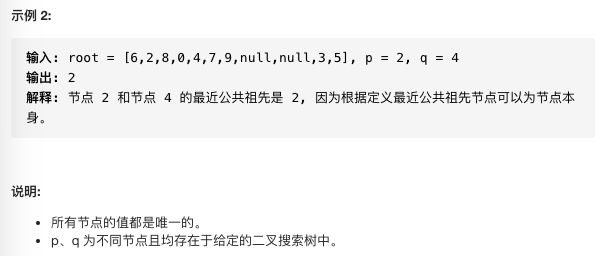 示例 2:
输入: root = [6,2,8,0,4,7,9,null,null,3,5], p = 2, q = 4
输出: 2
解释: 节点 2 和节点 4 的最近公共祖先是 2, 因为根据定义最近公共祖先节点可以为节点本
身。
说明:
• 所有节点的值都是唯一的。
• p、q 为不同节点且均存在于给定的二叉搜索树中。